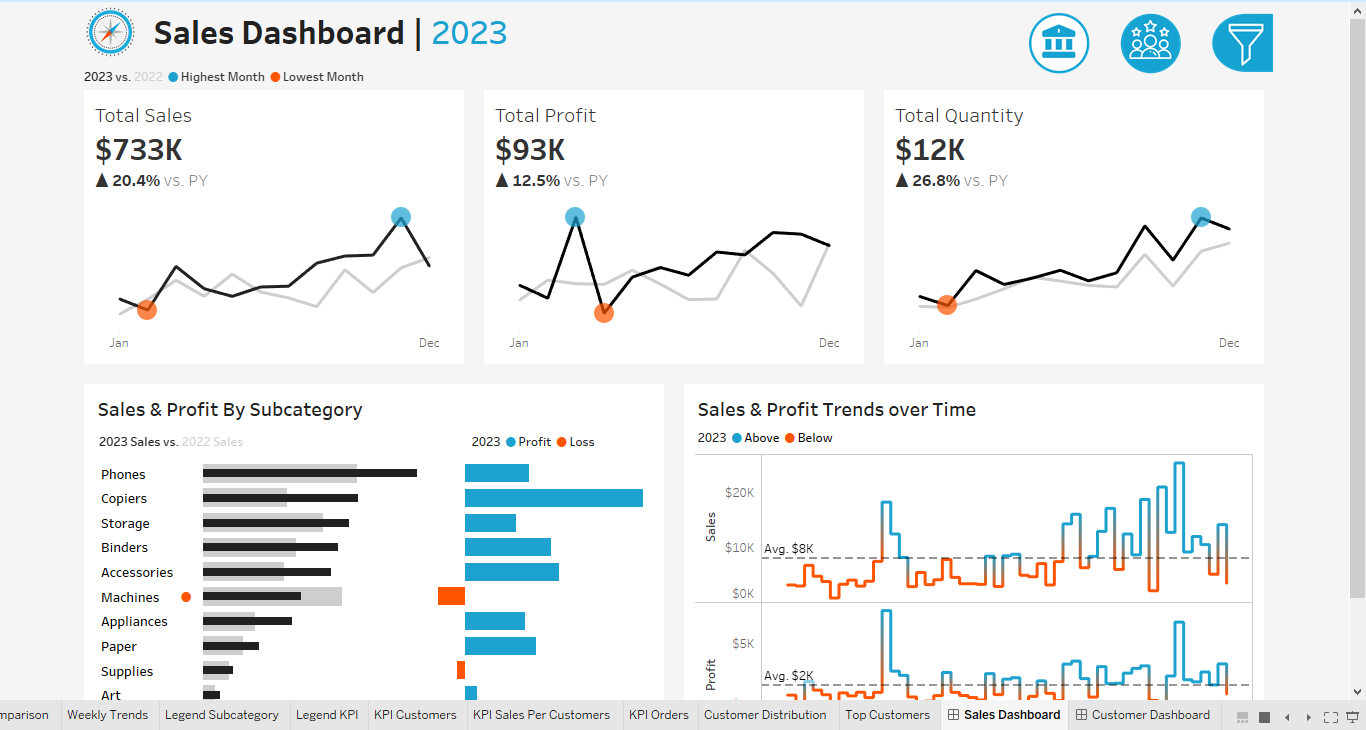 Sales Dashboard | 2023
2023 vs. 2022 Highest Month Lowest Month
Total Sales
$733K
▲ 20.4% vs. PY
Jan Dec
Total Profit
$93K
▲ 12.5% vs. PY
Jan Dec
Total Quantity
$12K
▲ 26.8% vs. PY
Jan Dec
Sales & Profit By Subcategory
2023 Sales vs. 2022 Sales
2023 Profit Loss
Phones
Copiers
Storage
Binders
Accessories
Machines
Appliances
Paper
Supplies
Art
Sales & Profit Trends over Time
2023 Above Below
Sales
$20K
$10K
$0K
Avg. $8K
Profit
$5K
Avg. $2K
mparison Weekly Trends Legend Subcategory Legend KPI KPI Customers KPI Sales Per Customers KPI Orders Customer Distribution Top Customers Sales Dashboard Customer Dashboard